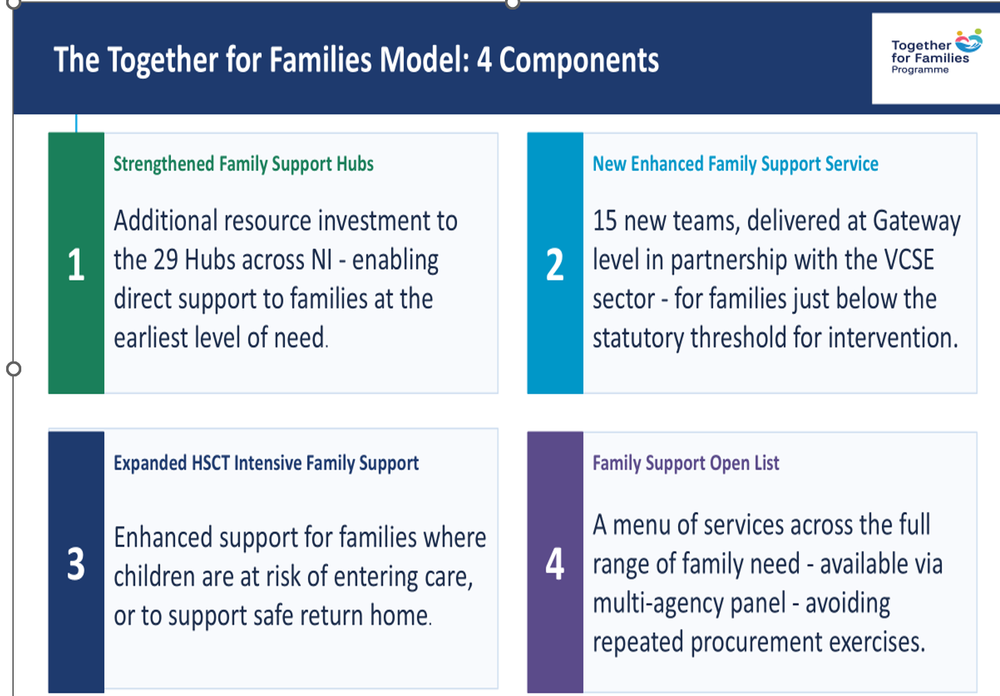 The Together for Families Model: 4 Components
Together
for Families
Programme
1
Strengthened Family Support Hubs
Additional resource investment to
the 29 Hubs across NI - enabling
direct support to families at the
earliest level of need.
2
New Enhanced Family Support Service
15 new teams, delivered at Gateway
level in partnership with the VCSE
sector - for families just below the
statutory threshold for intervention.
3
Expanded HSCT Intensive Family Support
Enhanced support for families where
children are at risk of entering care,
or to support safe return home.
4
Family Support Open List
A menu of services across the full
range of family need - available via
multi-agency panel - avoiding
repeated procurement exercises.